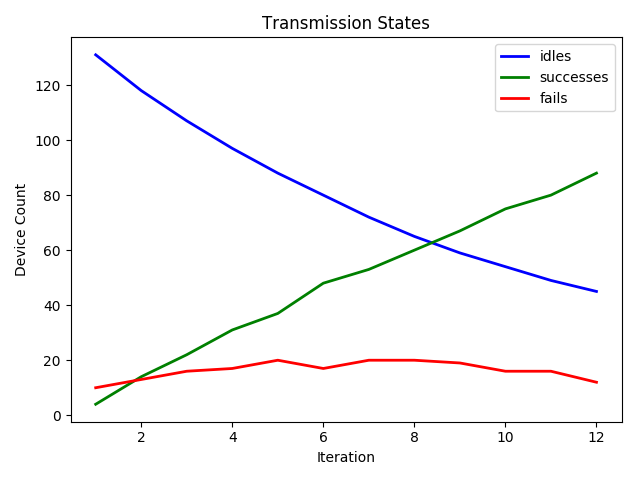 Transmission States
idles
successes
fails
Device Count
120
100
80
60
40
20
0
2 4 6 8 10 12
Iteration